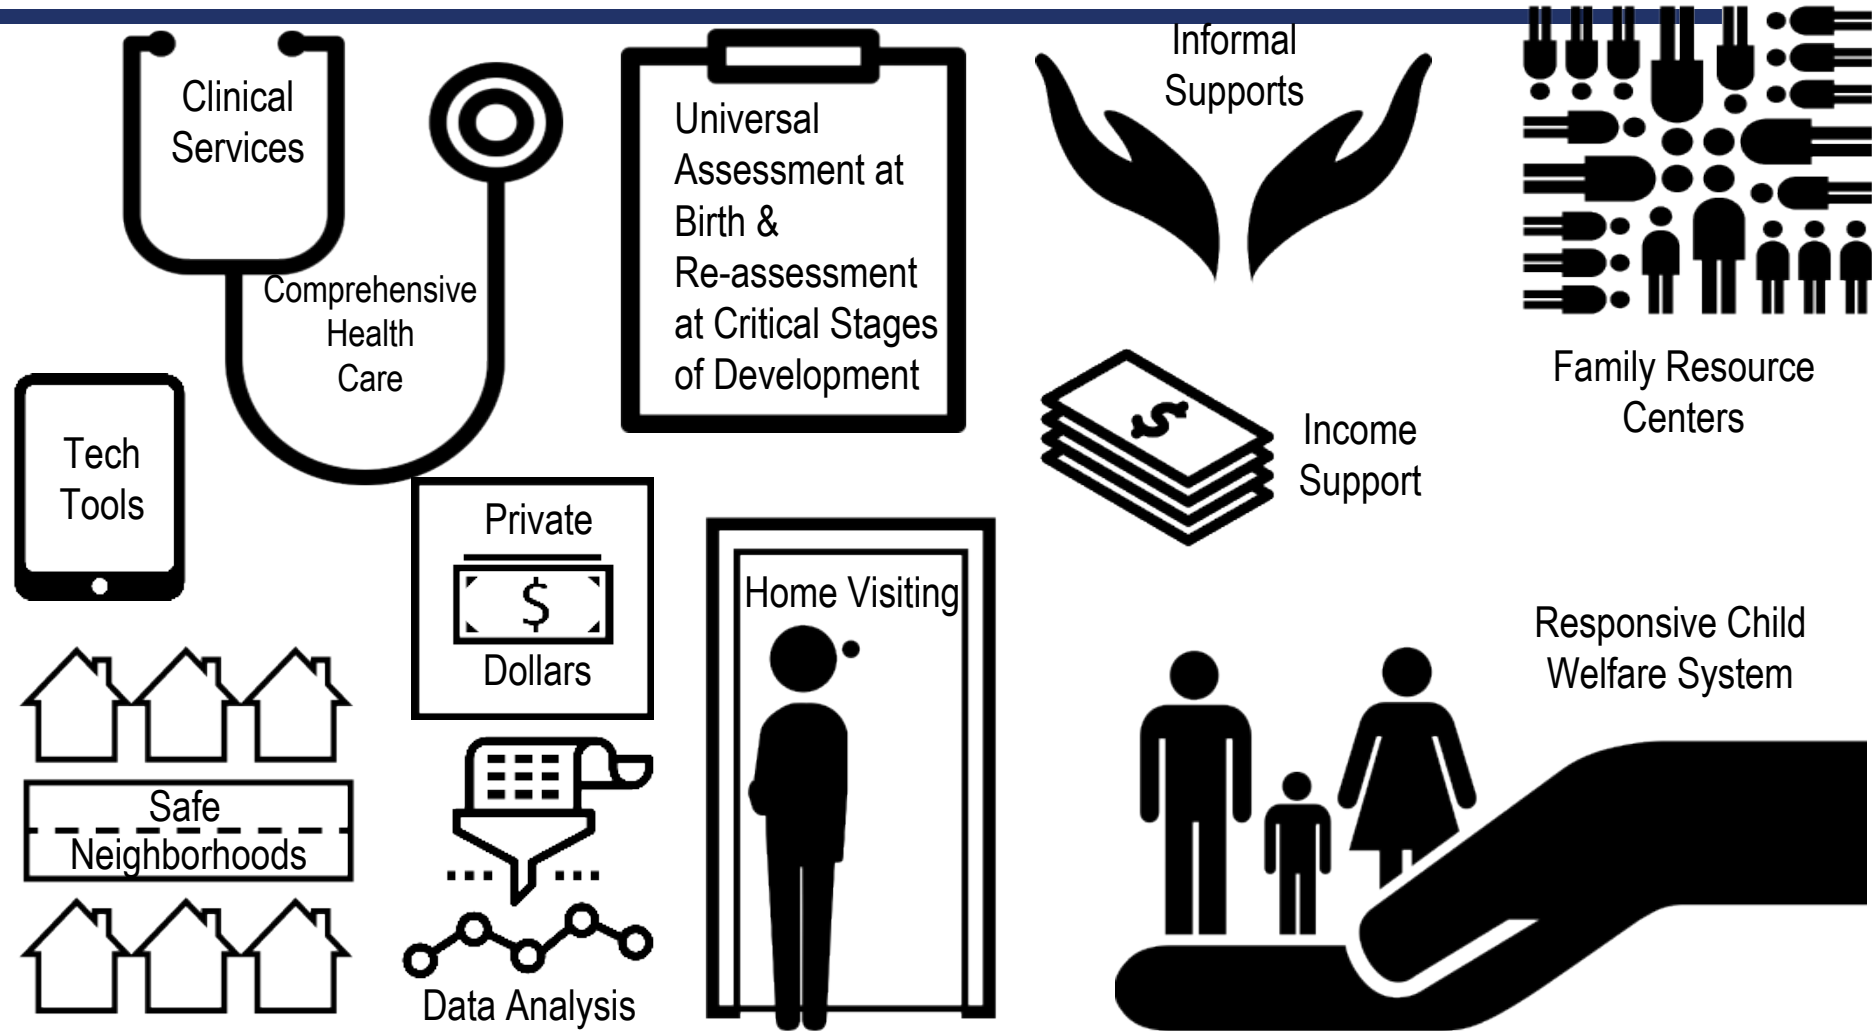 Clinical
Services
Comprehensive
Health
Care
Universal
Assessment at
Birth &
Re-assessment
at Critical Stages
of Development
Informal
Supports
Family Resource
Centers
Income
Support
Tech
Tools
Private
$
Dollars
$
Home Visiting
Responsive Child
Welfare System
Safe
Neighborhoods
Data Analysis